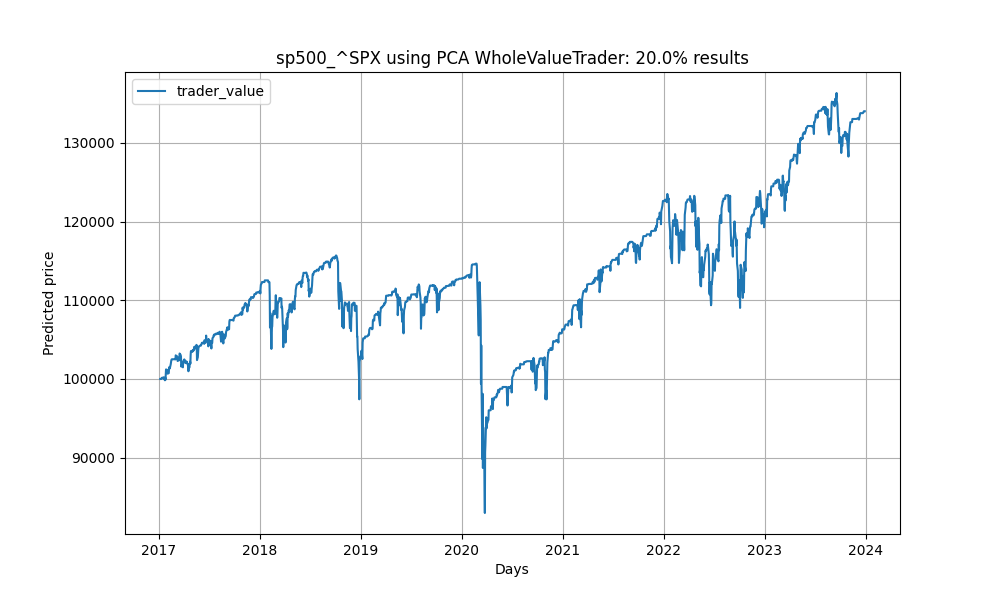 sp500_^SPX using PCA WholeValueTrader: 20.0% results
trader_value
Predicted price
130000
120000
110000
100000
90000
2017 2018 2019 2020 2021 2022 2023 2024
Days